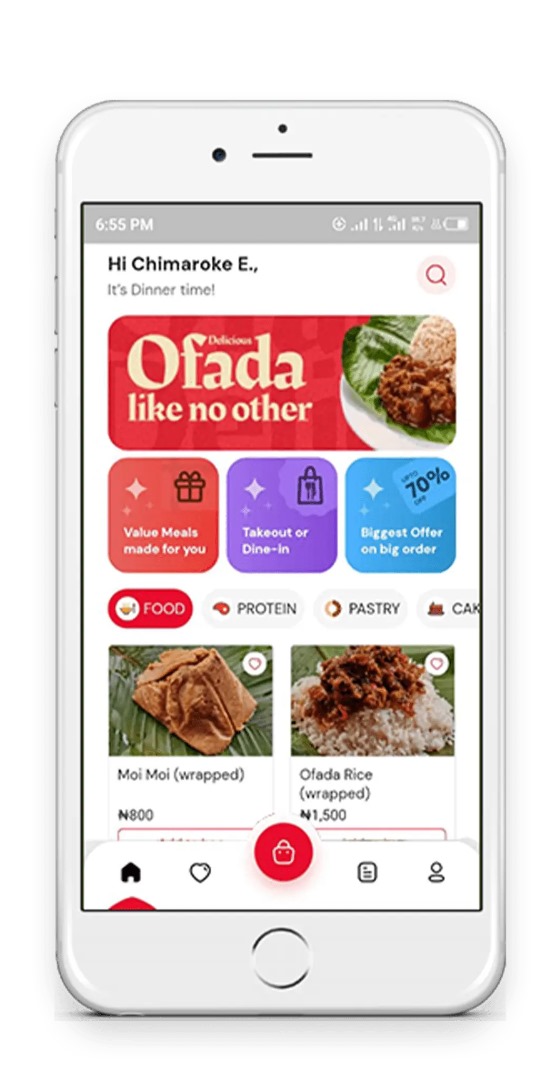 6:55 PM
Hi Chimaroke E.,
It's Dinner time!
Delicious
Ofada
like no other
Value Meals
made for you
Takeout or
Dine-in
UPTO
70%
OFF
Biggest Offer
on big order
FOOD
PROTEIN
PASTRY
CAK
Moi Moi (wrapped)
₦800
Ofada Rice
(wrapped)
₦1,500